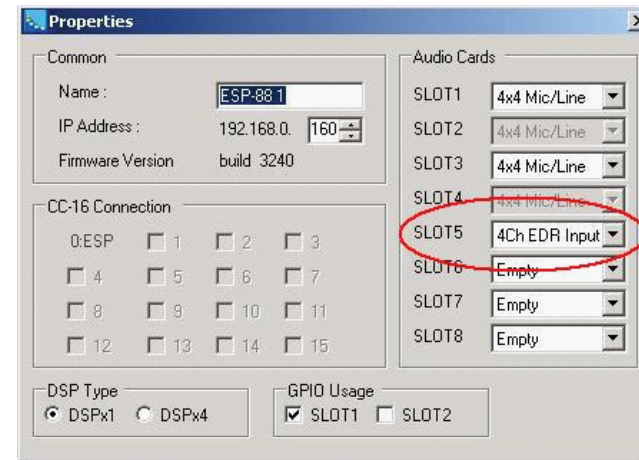 Properties
Common
Name :
ESP-88 1
IP Address :
192.168.0. 160
Firmware Version build 3240
CC-16 Connection
0:ESP 1 2 3
4 5 6 7
8 9 10 11
12 13 14 15
DSP Type
DSPx1 DSPx4
GPIO Usage
SLOT1 SLOT2
Audio Cards
SLOT1 4x4 Mic/Line
SLOT2 4x4 Mic/Line
SLOT3 4x4 Mic/Line
SLOT4 4x4 Mic/Line
SLOT5 4Ch EDR Input
SLOT6 Empty
SLOT7 Empty
SLOT8 Empty